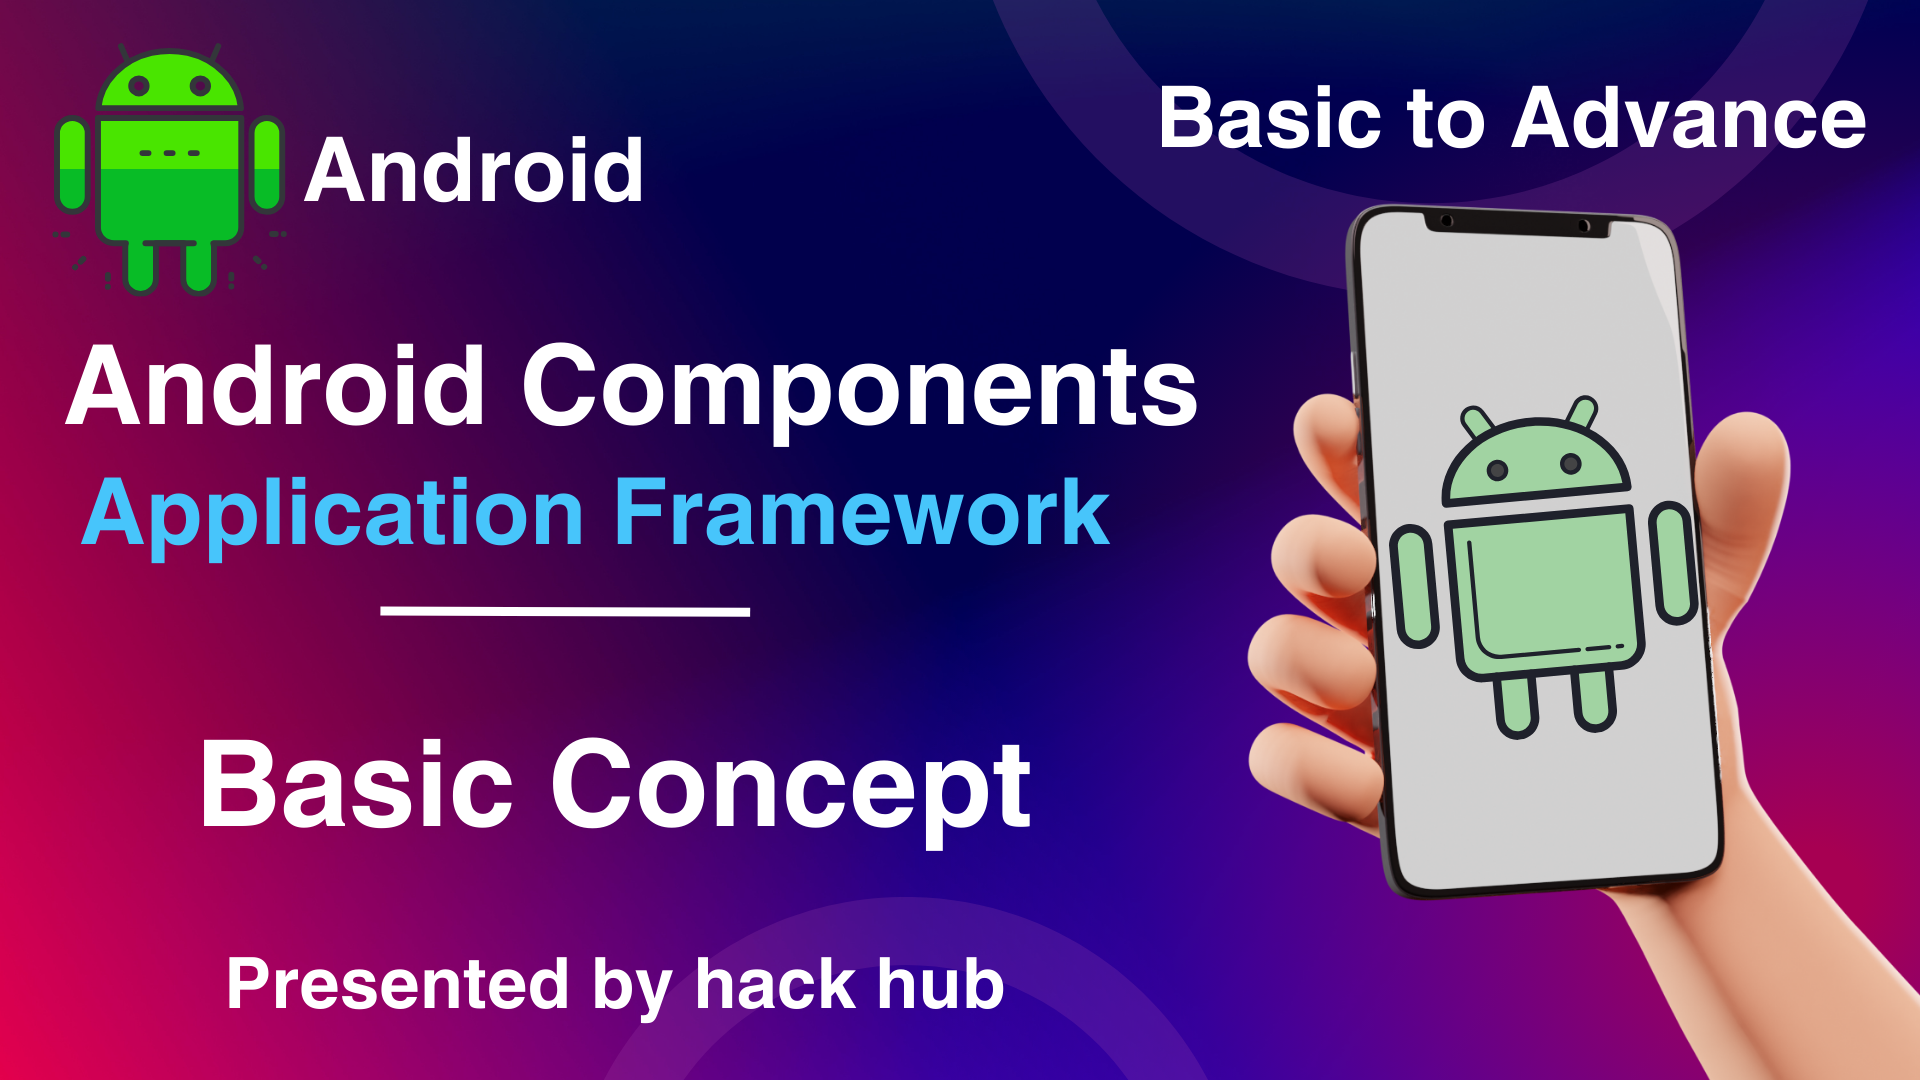 Android
Basic to Advance
Android Components
Application Framework
Basic Concept
Presented by hack hub